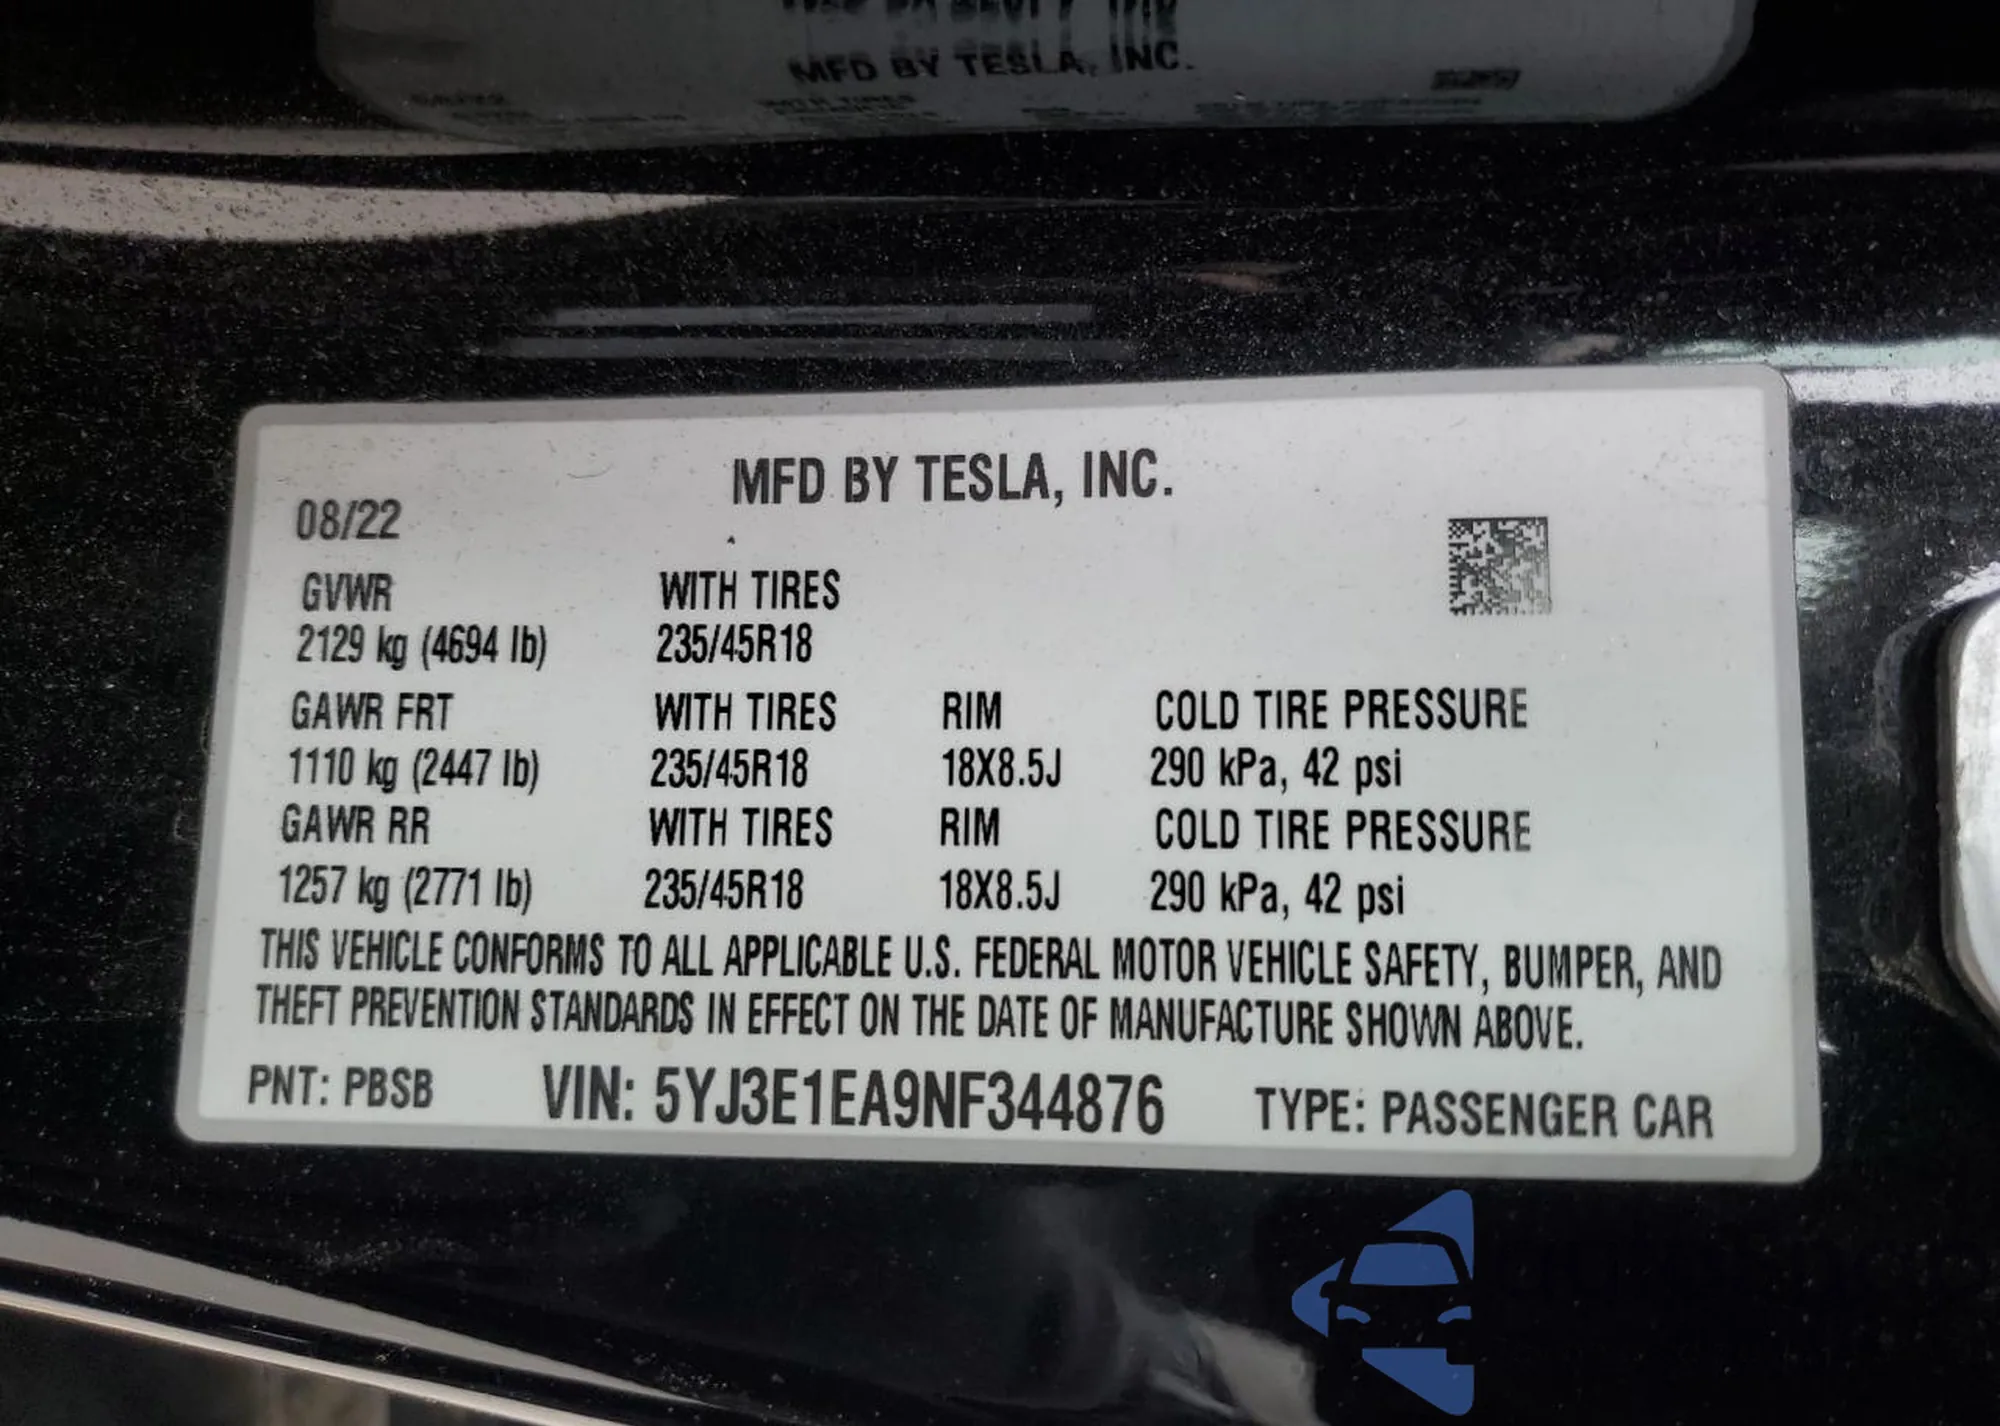 MFD BY TESLA, INC.
MFD BY TESLA, INC.
08/22
GVWR WITH TIRES
2129 kg (4694 lb) 235/45R18
GAWR FRT WITH TIRES RIM COLD TIRE PRESSURE
1110 kg (2447 lb) 235/45R18 18X8.5J 290 kPa, 42 psi
GAWR RR WITH TIRES RIM COLD TIRE PRESSURE
1257 kg (2771 lb) 235/45R18 18X8.5J 290 kPa, 42 psi
THIS VEHICLE CONFORMS TO ALL APPLICABLE U.S. FEDERAL MOTOR VEHICLE SAFETY, BUMPER, AND
THEFT PREVENTION STANDARDS IN EFFECT ON THE DATE OF MANUFACTURE SHOWN ABOVE.
PNT: PBSB VIN: 5YJ3E1EA9NF344876 TYPE: PASSENGER CAR